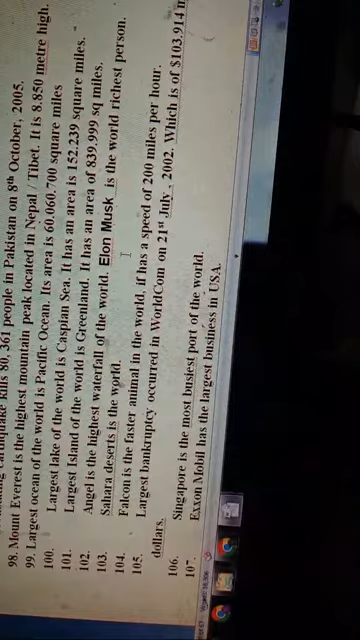 earthquake kills 80, 361 people in Pakistan on 8th October, 2005.
98. Mount Everest is the highest mountain peak located in Nepal / Tibet. It is 8.850 metre high.
99. Largest ocean of the world is Pacific Ocean. Its area is 60.060.700 square miles
100. Largest lake of the world is Caspian Sea. If has an area is 152.239 square miles.
101. Largest Island of the world is Greenland. If has an area of 839,999 sq miles.
102. Angel is the highest waterfall of the world. Elon Musk is the world richest person.
103. Sahara deserts is the world.
104. Falcon is the faster animal in the world, if has a speed of 200 miles per hour.
105. Largest bankruptcy occurred in WorldCom on 21st July , 2002. Which is of $103,914
dollars.
106. Singapore is the most busiest port of the world.
107. Exxon Mobil has the largest business in USA.